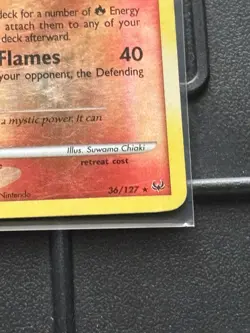 deck for a number of Energy
attach them to any of your
deck afterward.
Flames 40
your opponent, the Defending
a mystic power. It can
Illus. Suwama Chiaki
retreat cost
Nintendo 36/127 ★